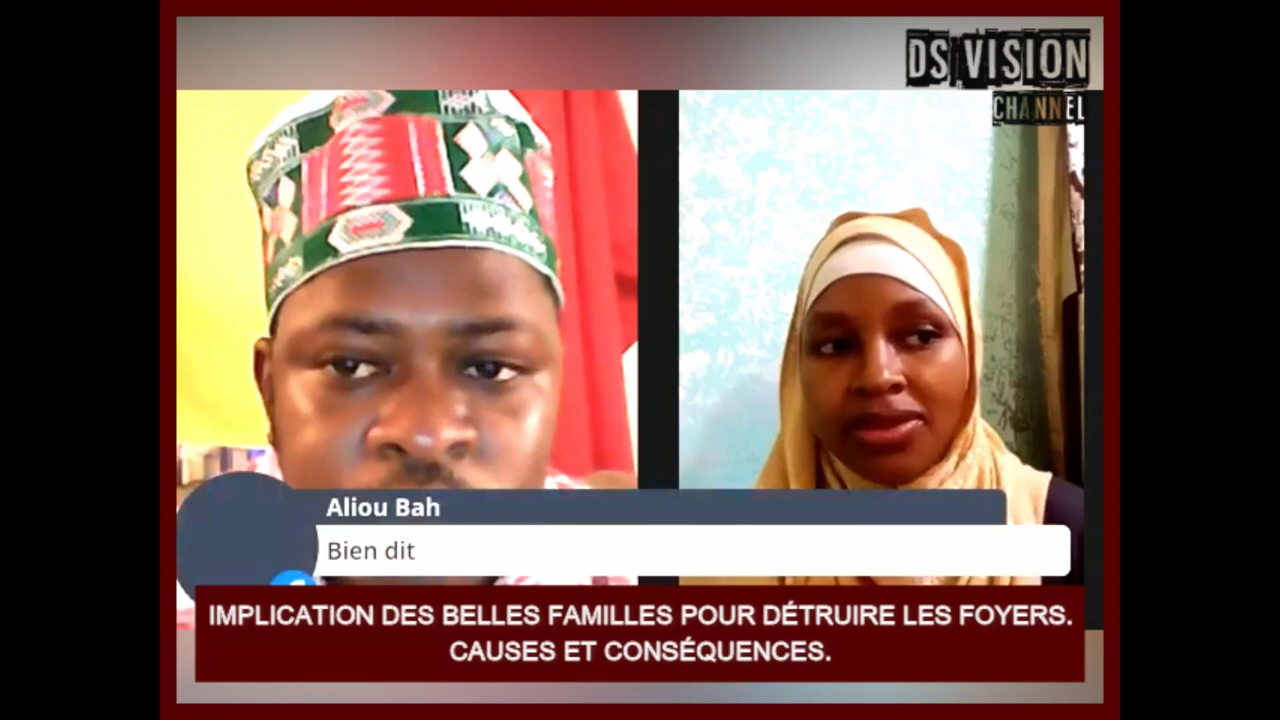 DS VISION
CHANNEL
Aliou Bah
Bien dit
IMPLICATION DES BELLES FAMILLES POUR DÉTRUIRE LES FOYERS.
CAUSES ET CONSÉQUENCES.